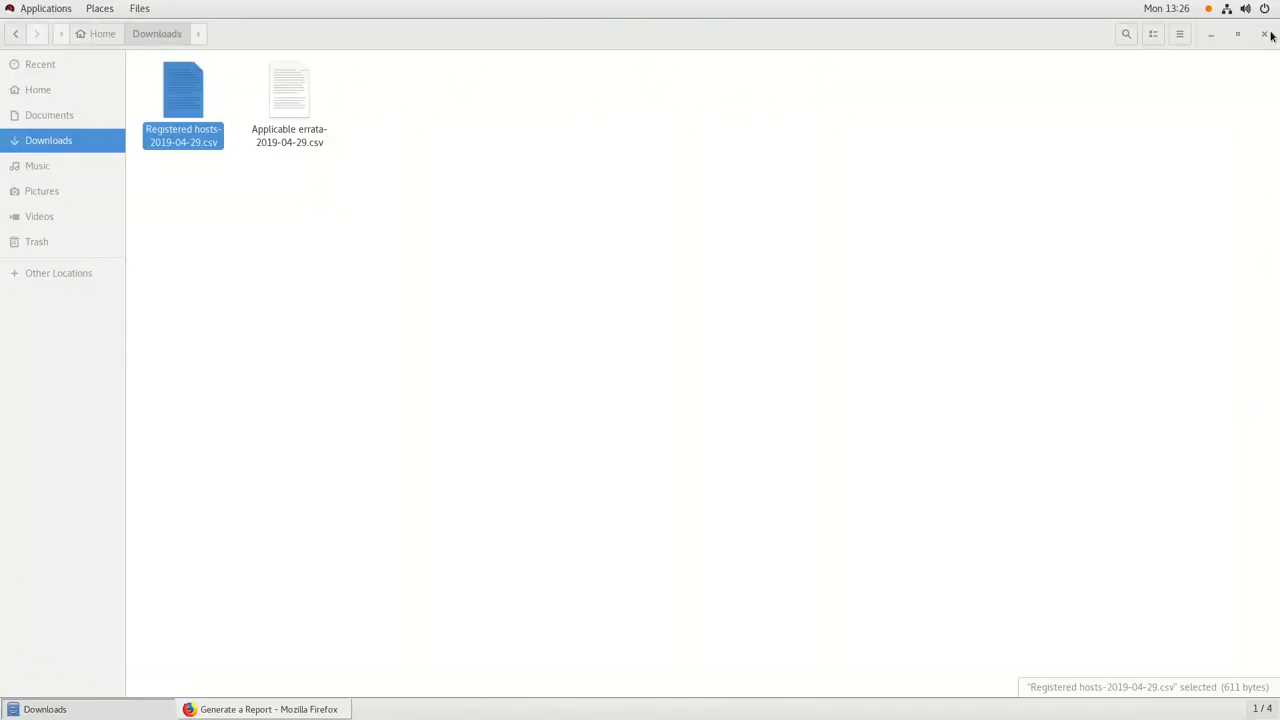 Applications Places Files Mon 13:26
Home Downloads
Recent
Home
Documents
Downloads
Music
Pictures
Videos
Trash
Other Locations
Registered hosts-
2019-04-29.csv
Applicable errata-
2019-04-29.csv
"Registered hosts-2019-04-29.csv" selected (611 bytes)
Downloads Generate a Report - Mozilla Firefox 1 / 4